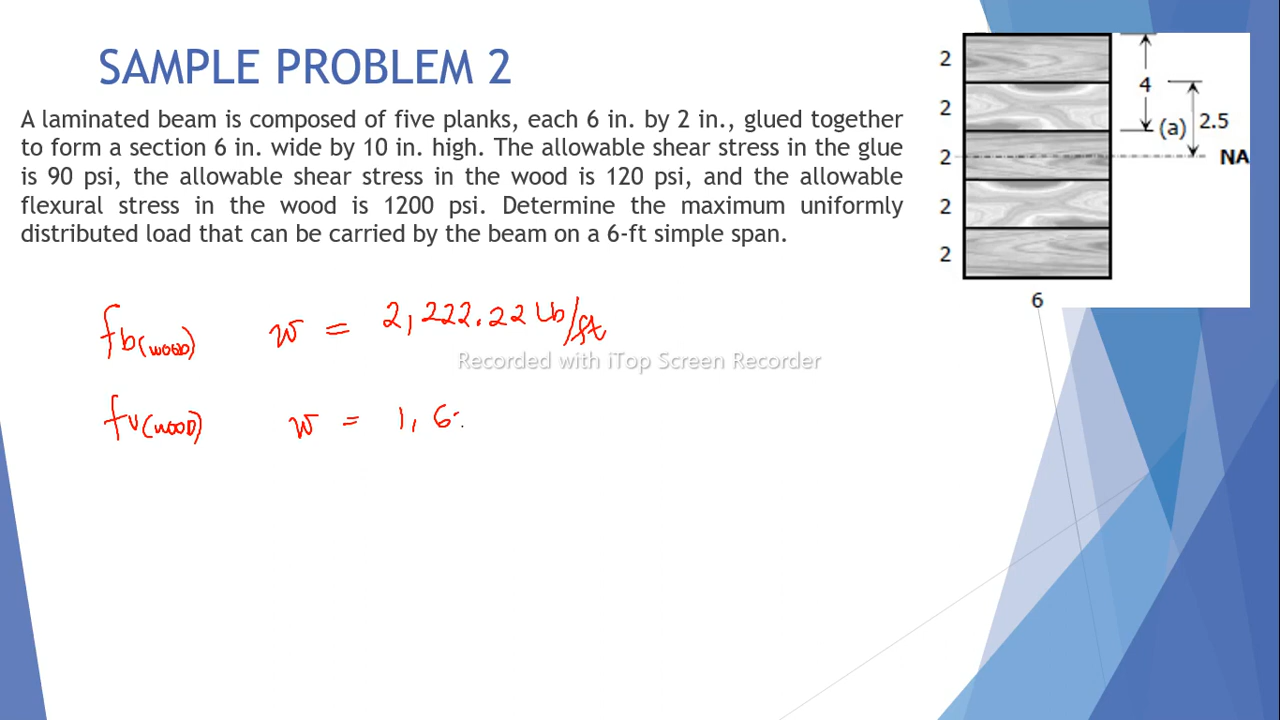 SAMPLE PROBLEM 2
A laminated beam is composed of five planks, each 6 in. by 2 in., glued together
to form a section 6 in. wide by 10 in. high. The allowable shear stress in the glue
is 90 psi, the allowable shear stress in the wood is 120 psi, and the allowable
flexural stress in the wood is 1200 psi. Determine the maximum uniformly
distributed load that can be carried by the beam on a 6-ft simple span.
2
2
2
2
2
4
(a)
2.5
NA
6
fb(WOOD) w = 2,222.22 Lb/ft
Recorded with iTop Screen Recorder
fv(WOOD) w = 1, 6